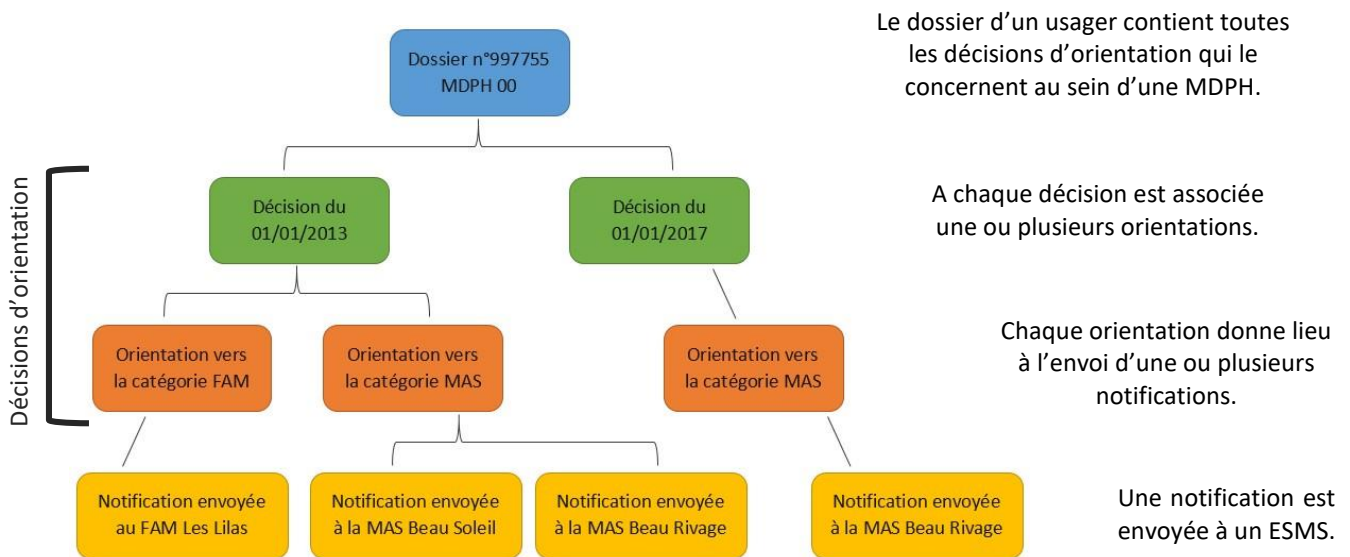 Le dossier d’un usager contient toutes
les décisions d’orientation qui le
concernent au sein d’une MDPH.
Dossier n°997755
MDPH 00
Décisions d’orientation
Décision du
01/01/2013
Décision du
01/01/2017
A chaque décision est associée
une ou plusieurs orientations.
Orientation vers
la catégorie FAM
Orientation vers
la catégorie MAS
Orientation vers
la catégorie MAS
Chaque orientation donne lieu
à l’envoi d’une ou plusieurs
notifications.
Notification envoyée
au FAM Les Lilas
Notification envoyée
à la MAS Beau Soleil
Notification envoyée
à la MAS Beau Rivage
Notification envoyée
à la MAS Beau Rivage
Une notification est
envoyée à un ESMS.